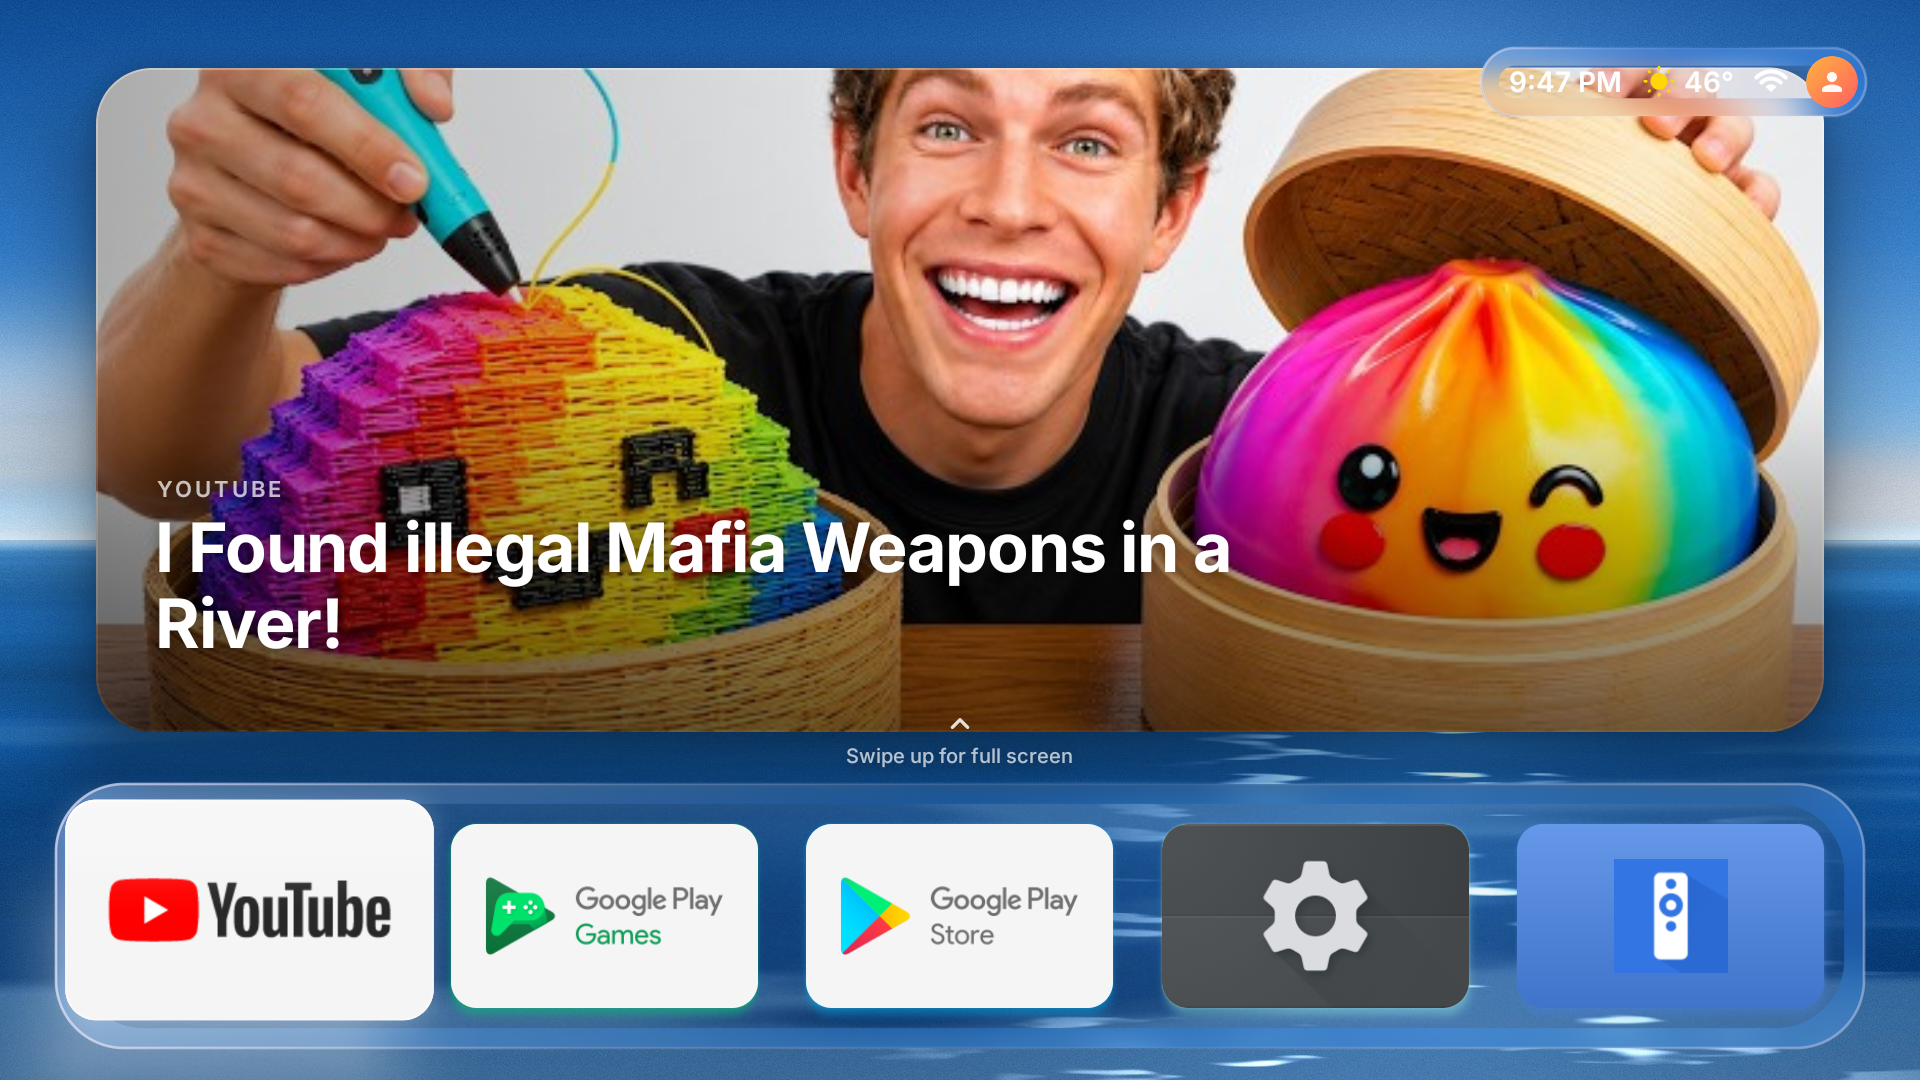 9:47 PM 46°
YOUTUBE
I Found illegal Mafia Weapons in a
River!
Swipe up for full screen
YouTube
Google Play
Games
Google Play
Store